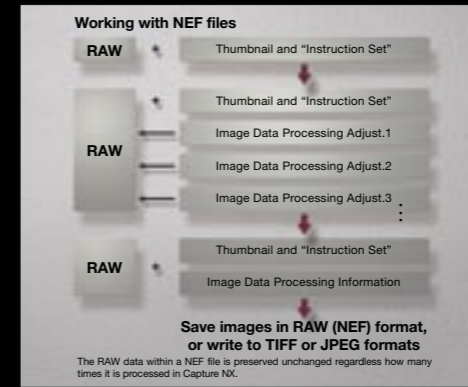 Working with NEF files
RAW
Thumbnail and “Instruction Set”
Thumbnail and “Instruction Set”
RAW
Image Data Processing Adjust.1
Image Data Processing Adjust.2
Image Data Processing Adjust.3
Thumbnail and “Instruction Set”
RAW
Image Data Processing Information
Save images in RAW (NEF) format,
or write to TIFF or JPEG formats
The RAW data within a NEF file is preserved unchanged regardless how many
times it is processed in Capture NX.